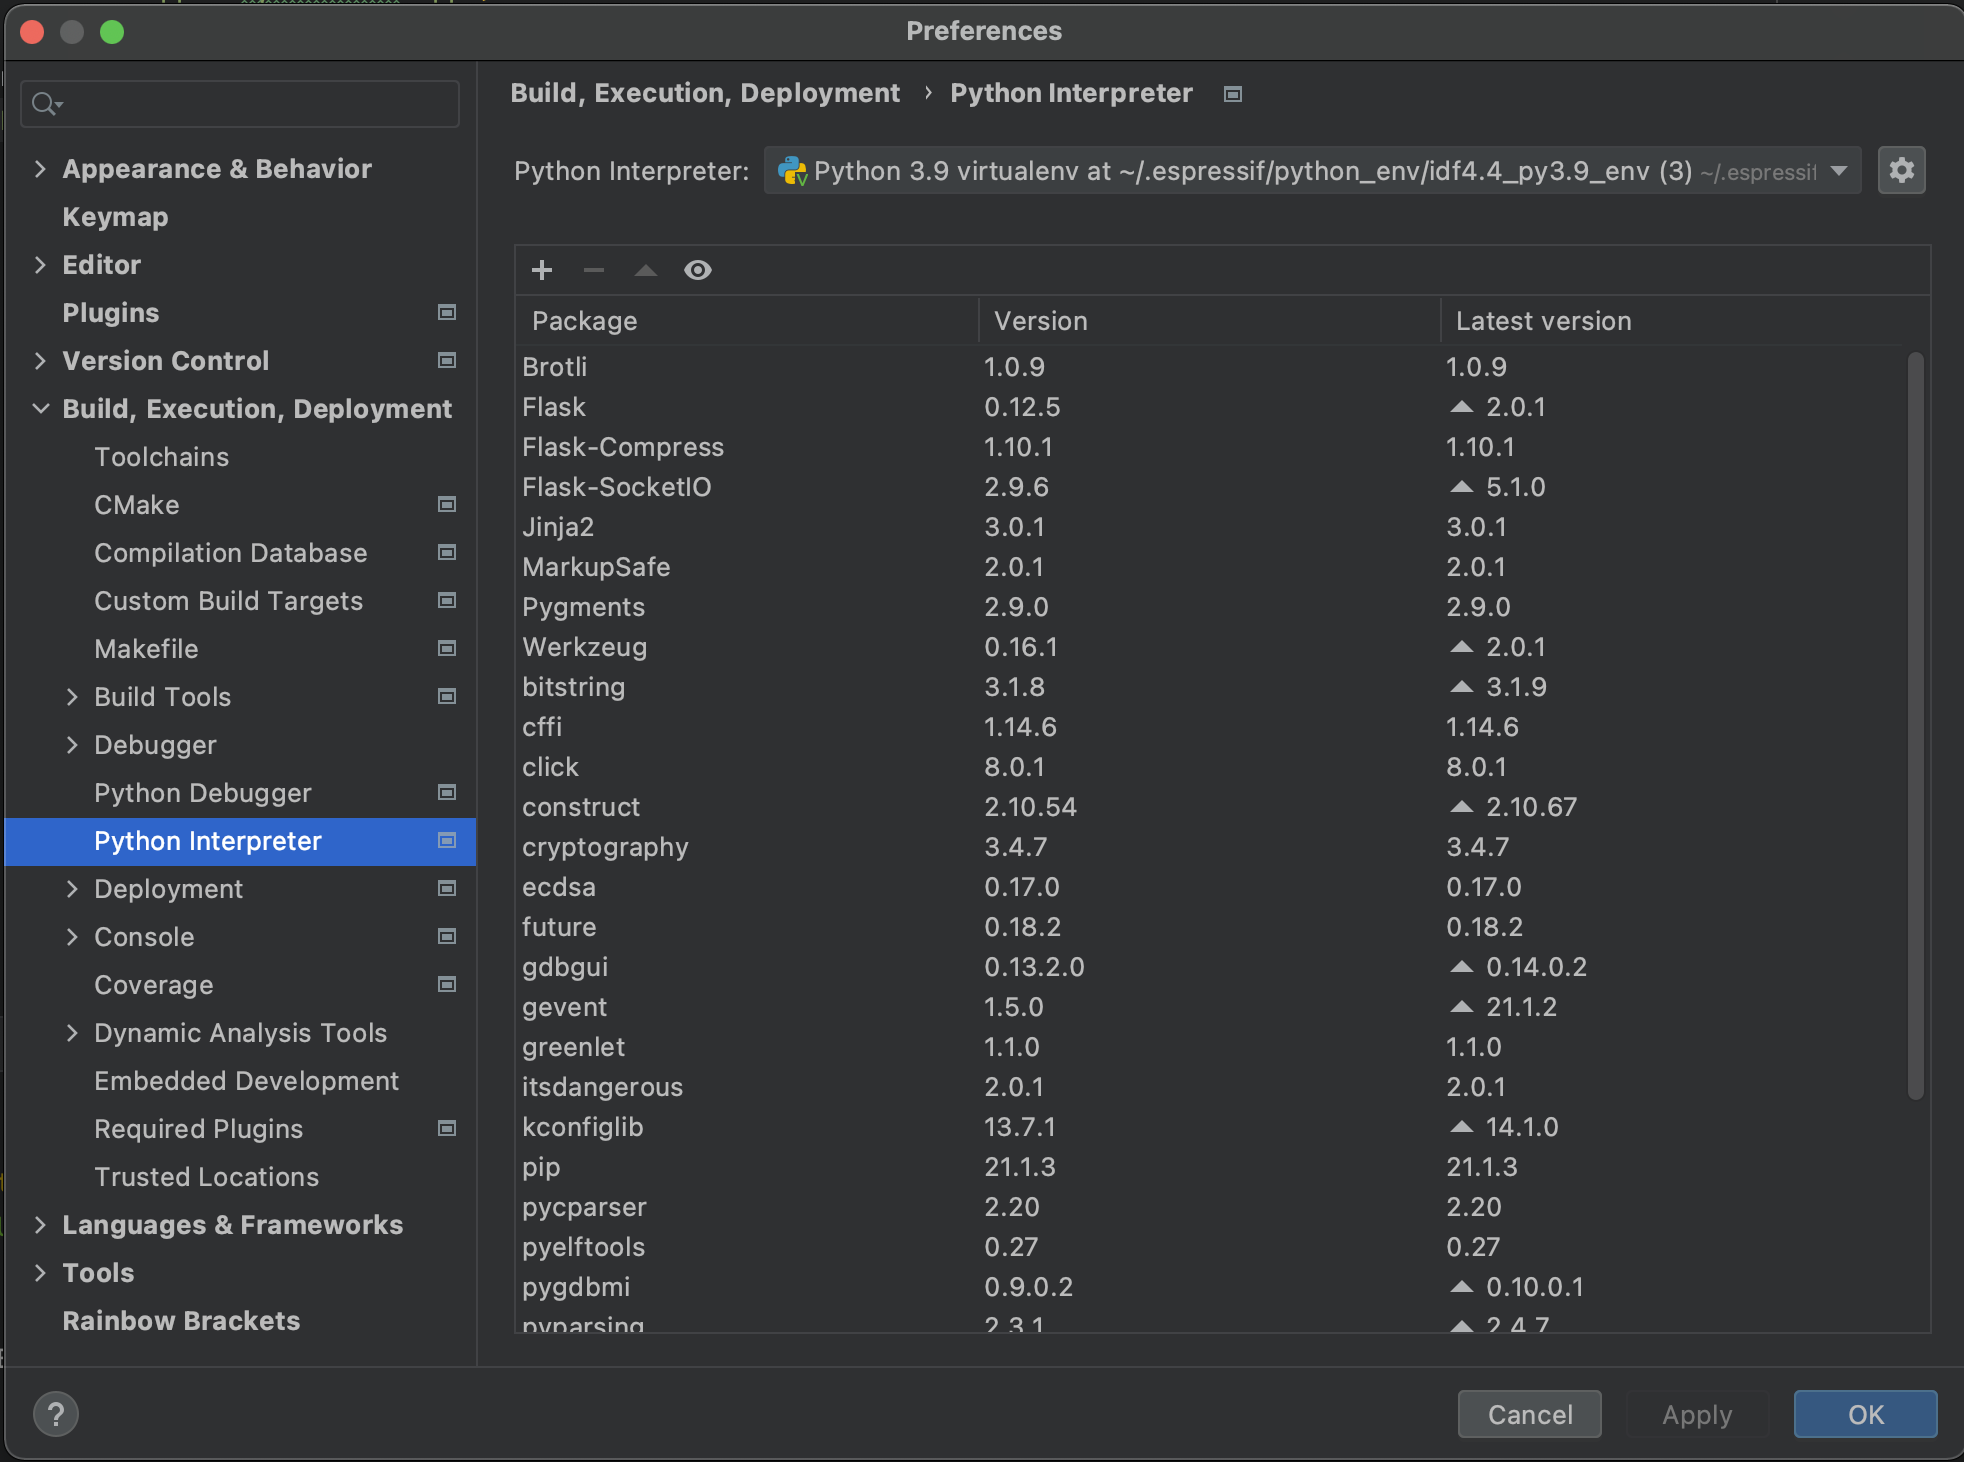 Preferences
Appearance & Behavior
Keymap
Editor
Plugins
Version Control
Build, Execution, Deployment
Toolchains
CMake
Compilation Database
Custom Build Targets
Makefile
Build Tools
Debugger
Python Debugger
Python Interpreter
Deployment
Console
Coverage
Dynamic Analysis Tools
Embedded Development
Required Plugins
Trusted Locations
Languages & Frameworks
Tools
Rainbow Brackets
Build, Execution, Deployment › Python Interpreter
Python Interpreter: Python 3.9 virtualenv at ~/.espressif/python_env/idf4.4_py3.9_env (3) ~/.espressif
Package Version Latest version
Brotli 1.0.9 1.0.9
Flask 0.12.5 2.0.1
Flask-Compress 1.10.1 1.10.1
Flask-SocketIO 2.9.6 5.1.0
Jinja2 3.0.1 3.0.1
MarkupSafe 2.0.1 2.0.1
Pygments 2.9.0 2.9.0
Werkzeug 0.16.1 2.0.1
bitstring 3.1.8 3.1.9
cffi 1.14.6 1.14.6
click 8.0.1 8.0.1
construct 2.10.54 2.10.67
cryptography 3.4.7 3.4.7
ecdsa 0.17.0 0.17.0
future 0.18.2 0.18.2
gdbgui 0.13.2.0 0.14.0.2
gevent 1.5.0 21.1.2
greenlet 1.1.0 1.1.0
itsdangerous 2.0.1 2.0.1
kconfiglib 13.7.1 14.1.0
pip 21.1.3 21.1.3
pycparser 2.20 2.20
pyelftools 0.27 0.27
pygdbmi 0.9.0.2 0.10.0.1
pyparsing 2.3.1 2.4.7
?
Cancel
Apply
OK